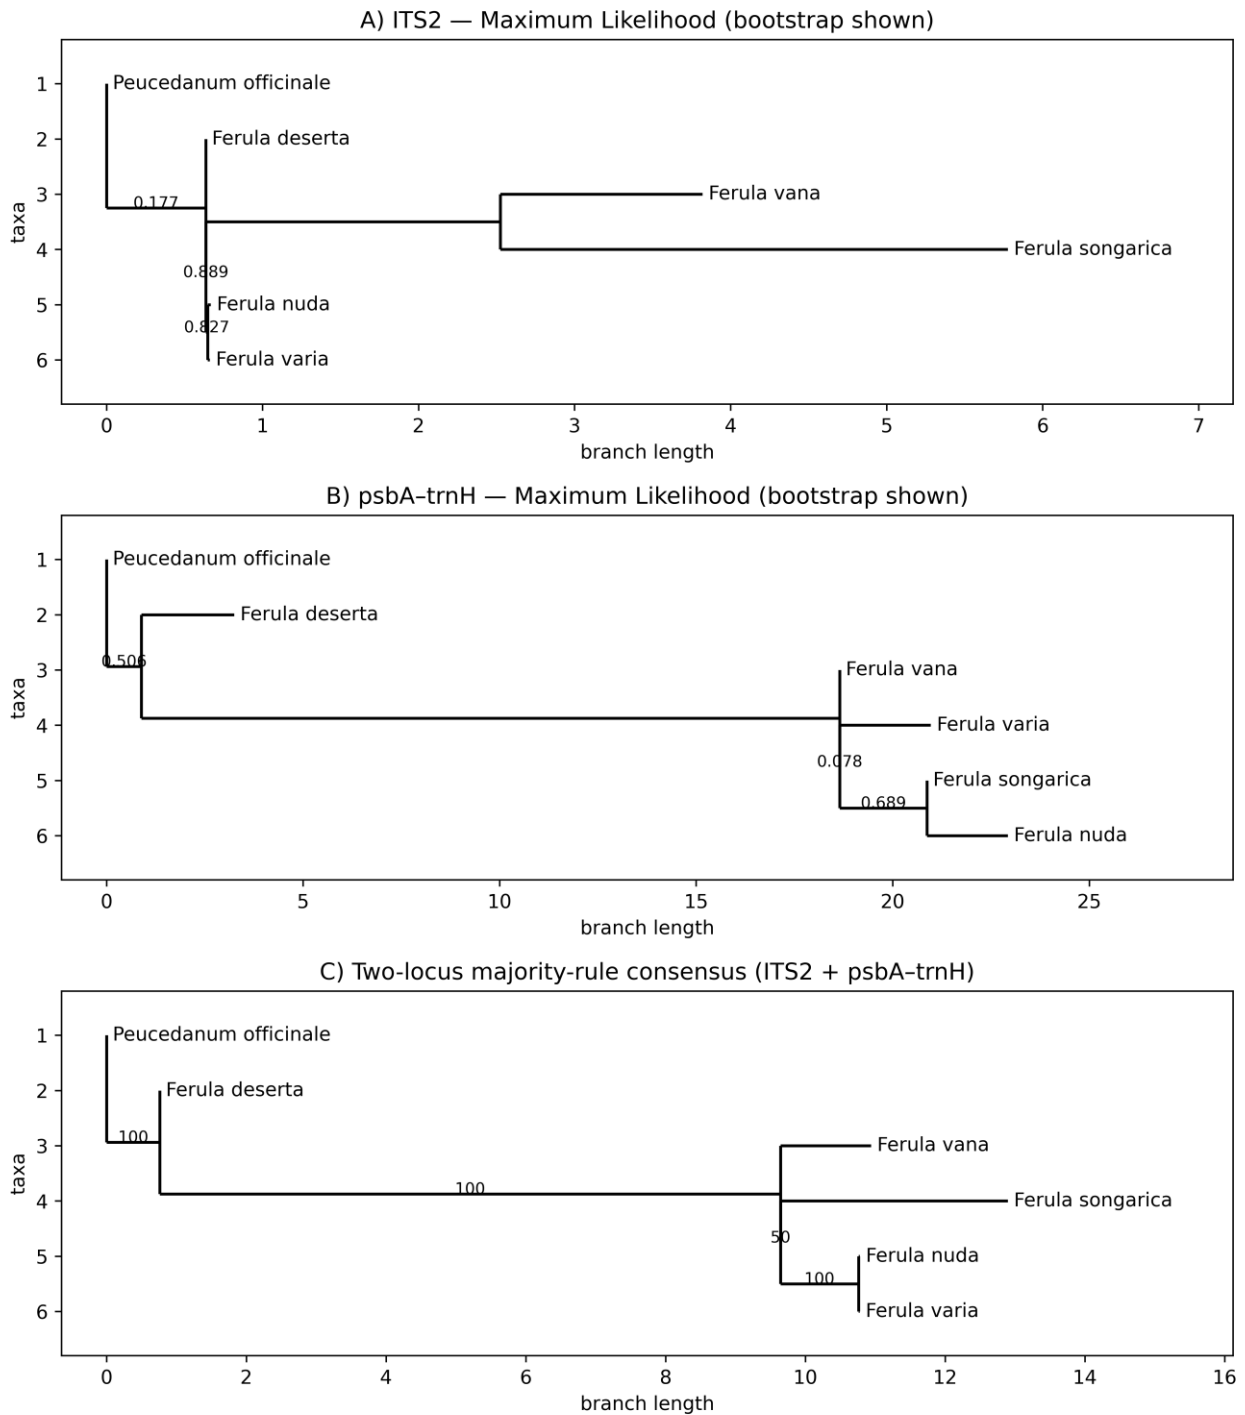 A) ITS2 — Maximum Likelihood (bootstrap shown)
1
Peucedanum officinale
2
Ferula deserta
3
Ferula vana
0.177
4
Ferula songarica
0.889
5
Ferula nuda
0.827
6
Ferula varia
taxa
0 1 2 3 4 5 6 7
branch length
B) psbA–trnH — Maximum Likelihood (bootstrap shown)
1
Peucedanum officinale
2
Ferula deserta
0.506
3
Ferula vana
4
Ferula varia
0.078
5
Ferula songarica
0.689
6
Ferula nuda
taxa
0 5 10 15 20 25
branch length
C) Two-locus majority-rule consensus (ITS2 + psbA–trnH)
1
Peucedanum officinale
2
Ferula deserta
100
3
Ferula vana
100
4
Ferula songarica
50
5
Ferula nuda
100
6
Ferula varia
taxa
0 2 4 6 8 10 12 14 16
branch length